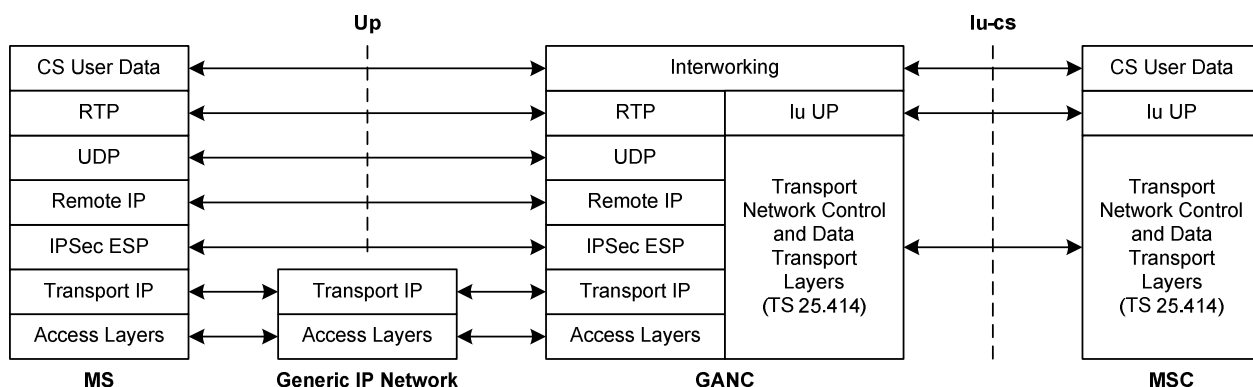 Up
Iu-cs
CS User Data
Interworking
CS User Data
RTP
RTP
Iu UP
Iu UP
UDP
UDP
Remote IP
Remote IP
IPSec ESP
IPSec ESP
Transport
Network Control
and Data
Transport
Layers
(TS 25.414)
Transport
Network Control
and Data
Transport
Layers
(TS 25.414)
Transport IP
Transport IP
Transport IP
Access Layers
Access Layers
Access Layers
MS
Generic IP Network
GANC
MSC